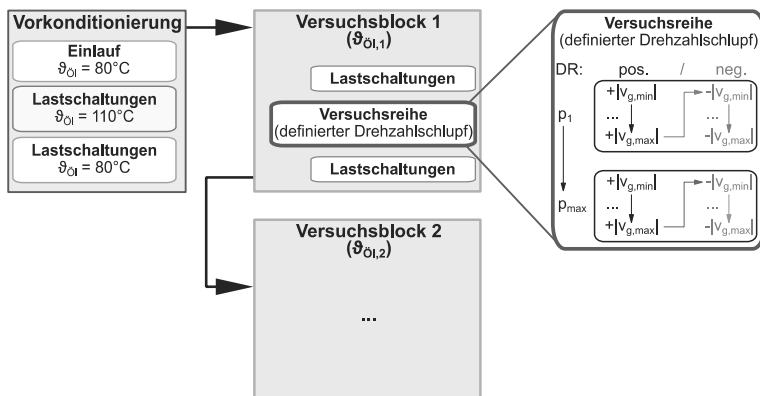 Vorkonditionierung
Einlauf
ϑÖl = 80°C
Lastschaltungen
ϑÖl = 110°C
Lastschaltungen
ϑÖl = 80°C
Versuchsblock 1
(ϑÖl,1)
Lastschaltungen
Versuchsreihe
(definierter Drehzahlschlupf)
Lastschaltungen
Versuchsblock 2
(ϑÖl,2)
...
Versuchsreihe
(definierter Drehzahlschlupf)
DR: pos. / neg.
p1
+|vg,min| -|vg,min|
... ...
+|vg,max| -|vg,max|
pmax
+|vg,min| -|vg,min|
... ...
+|vg,max| -|vg,max|